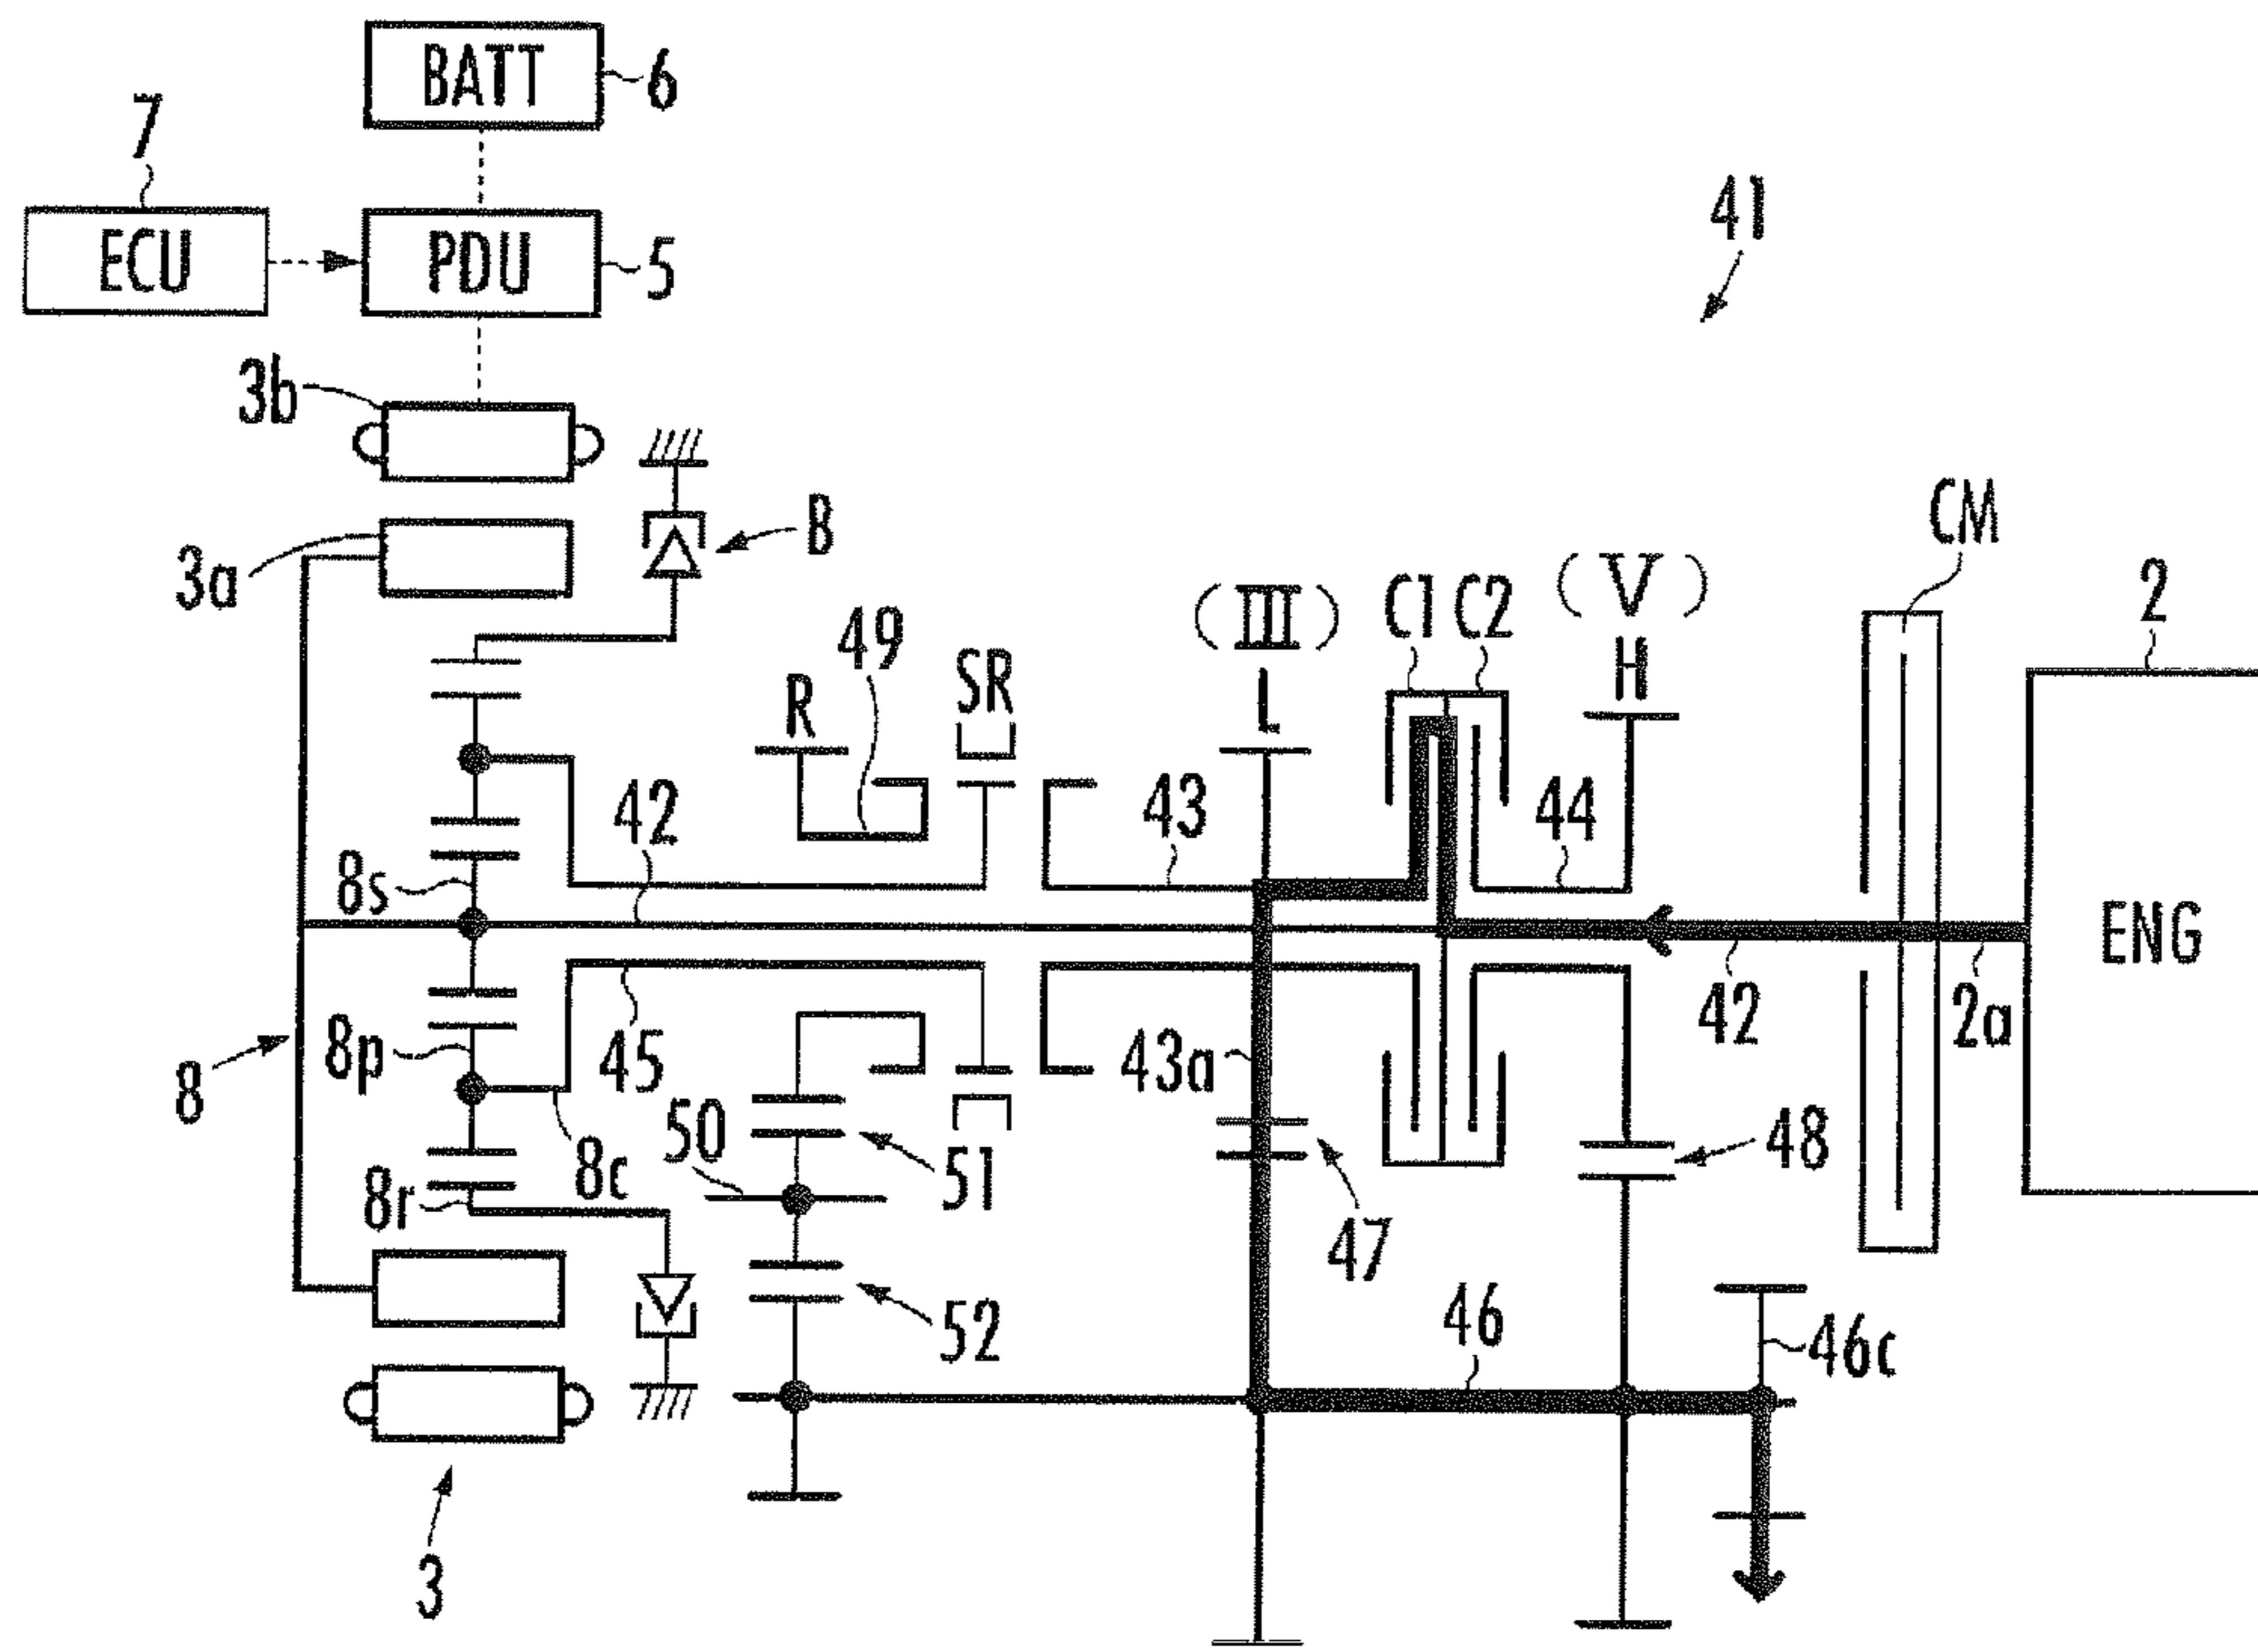 BATT
6
7
ECU
PDU
5
41
3b
3a
B
CM
(III)
C1
C2
(V)
2
49
SR
R
L
H
42
43
44
8s
ENG
42
2a
8
8p
45
43a
50
8c
51
48
8r
47
52
46
46c
3